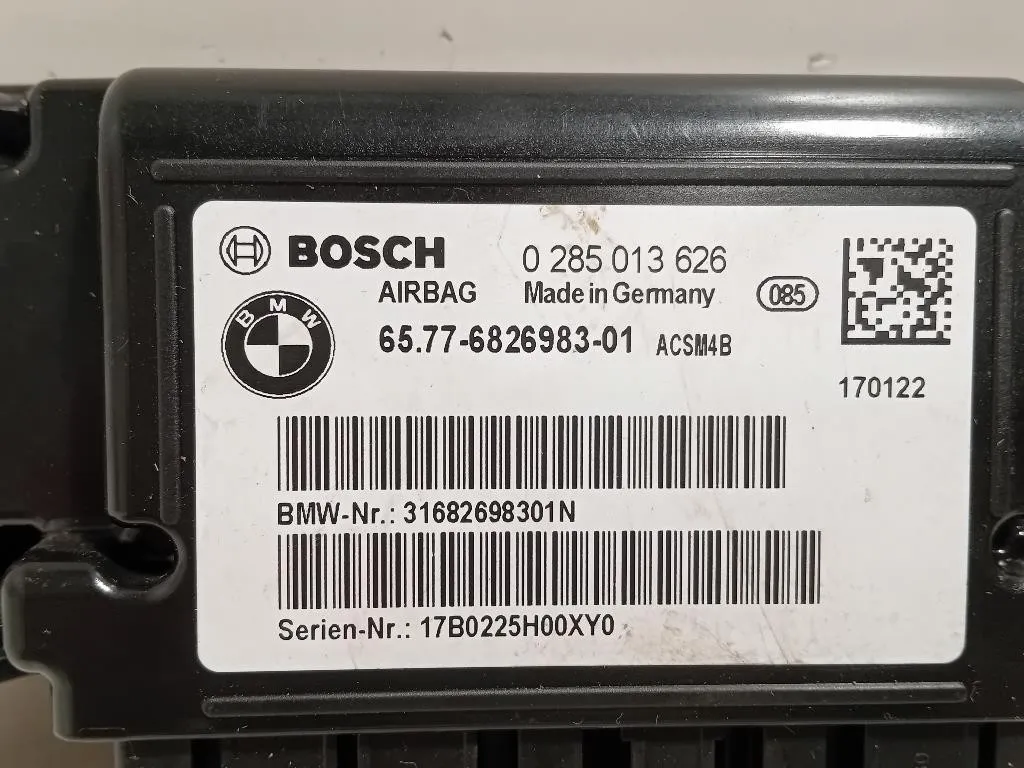 BOSCH 0 285 013 626
AIRBAG Made in Germany 085
BMW 65.77-6826983-01 ACSM4B
170122
BMW-Nr.: 31682698301N
Serien-Nr.: 17B0225H00XY0